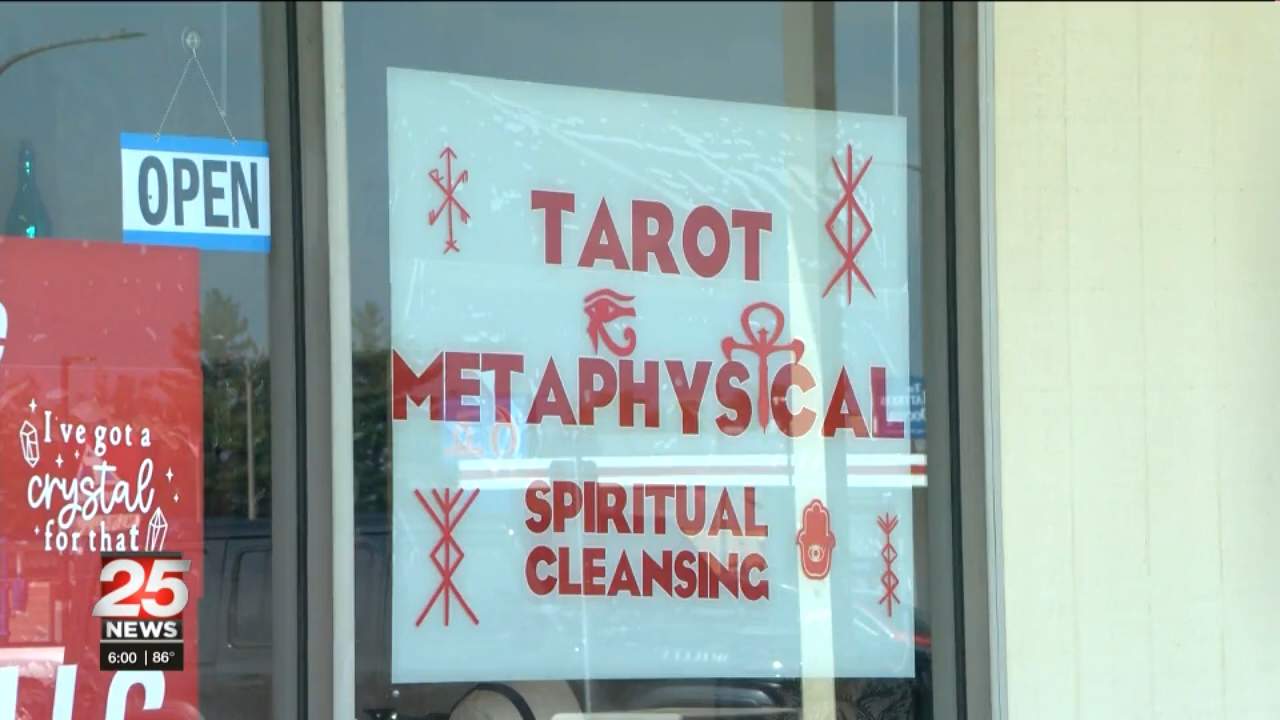 OPEN
TAROT
METAPHYSICAL
SPIRITUAL
CLEANSING
I've got a
crystal
for that
25
NEWS
6:00 | 86°